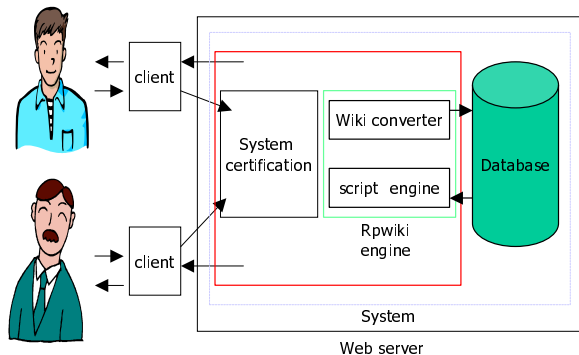 client
System
certification
Wiki converter
script engine
Rpwiki
engine
Database
client
System
Web server